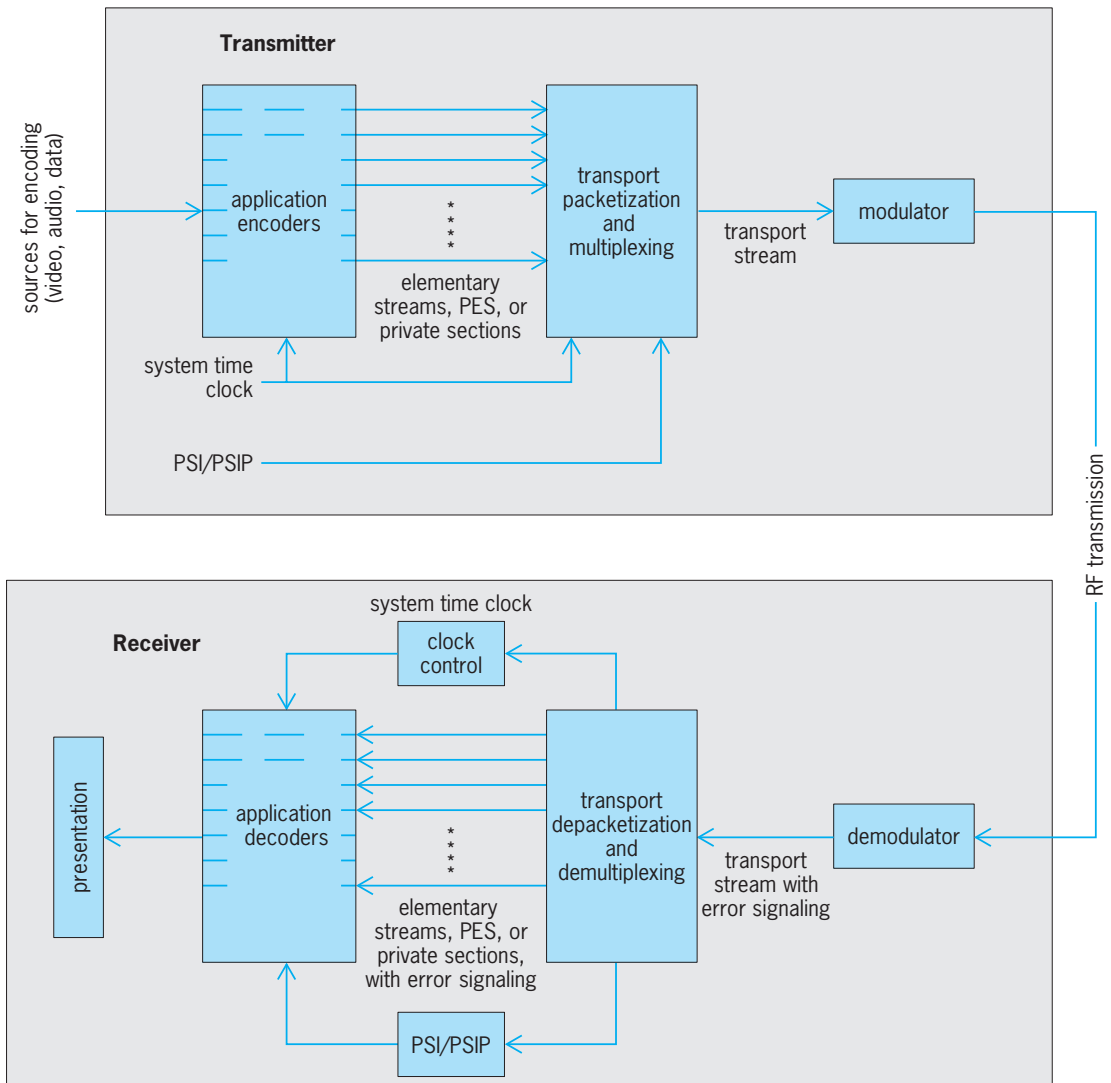 Transmitter
sources for encoding
(video, audio, data)
application
encoders
* * * *
elementary
streams, PES, or
private sections
transport
packetization
and
multiplexing
transport
stream
modulator
system time
clock
PSI/PSIP
RF transmission
Receiver
system time clock
clock
control
presentation
application
decoders
* * * *
elementary
streams, PES, or
private sections,
with error signaling
transport
depacketization
and
demultiplexing
transport
stream with
error signaling
demodulator
PSI/PSIP